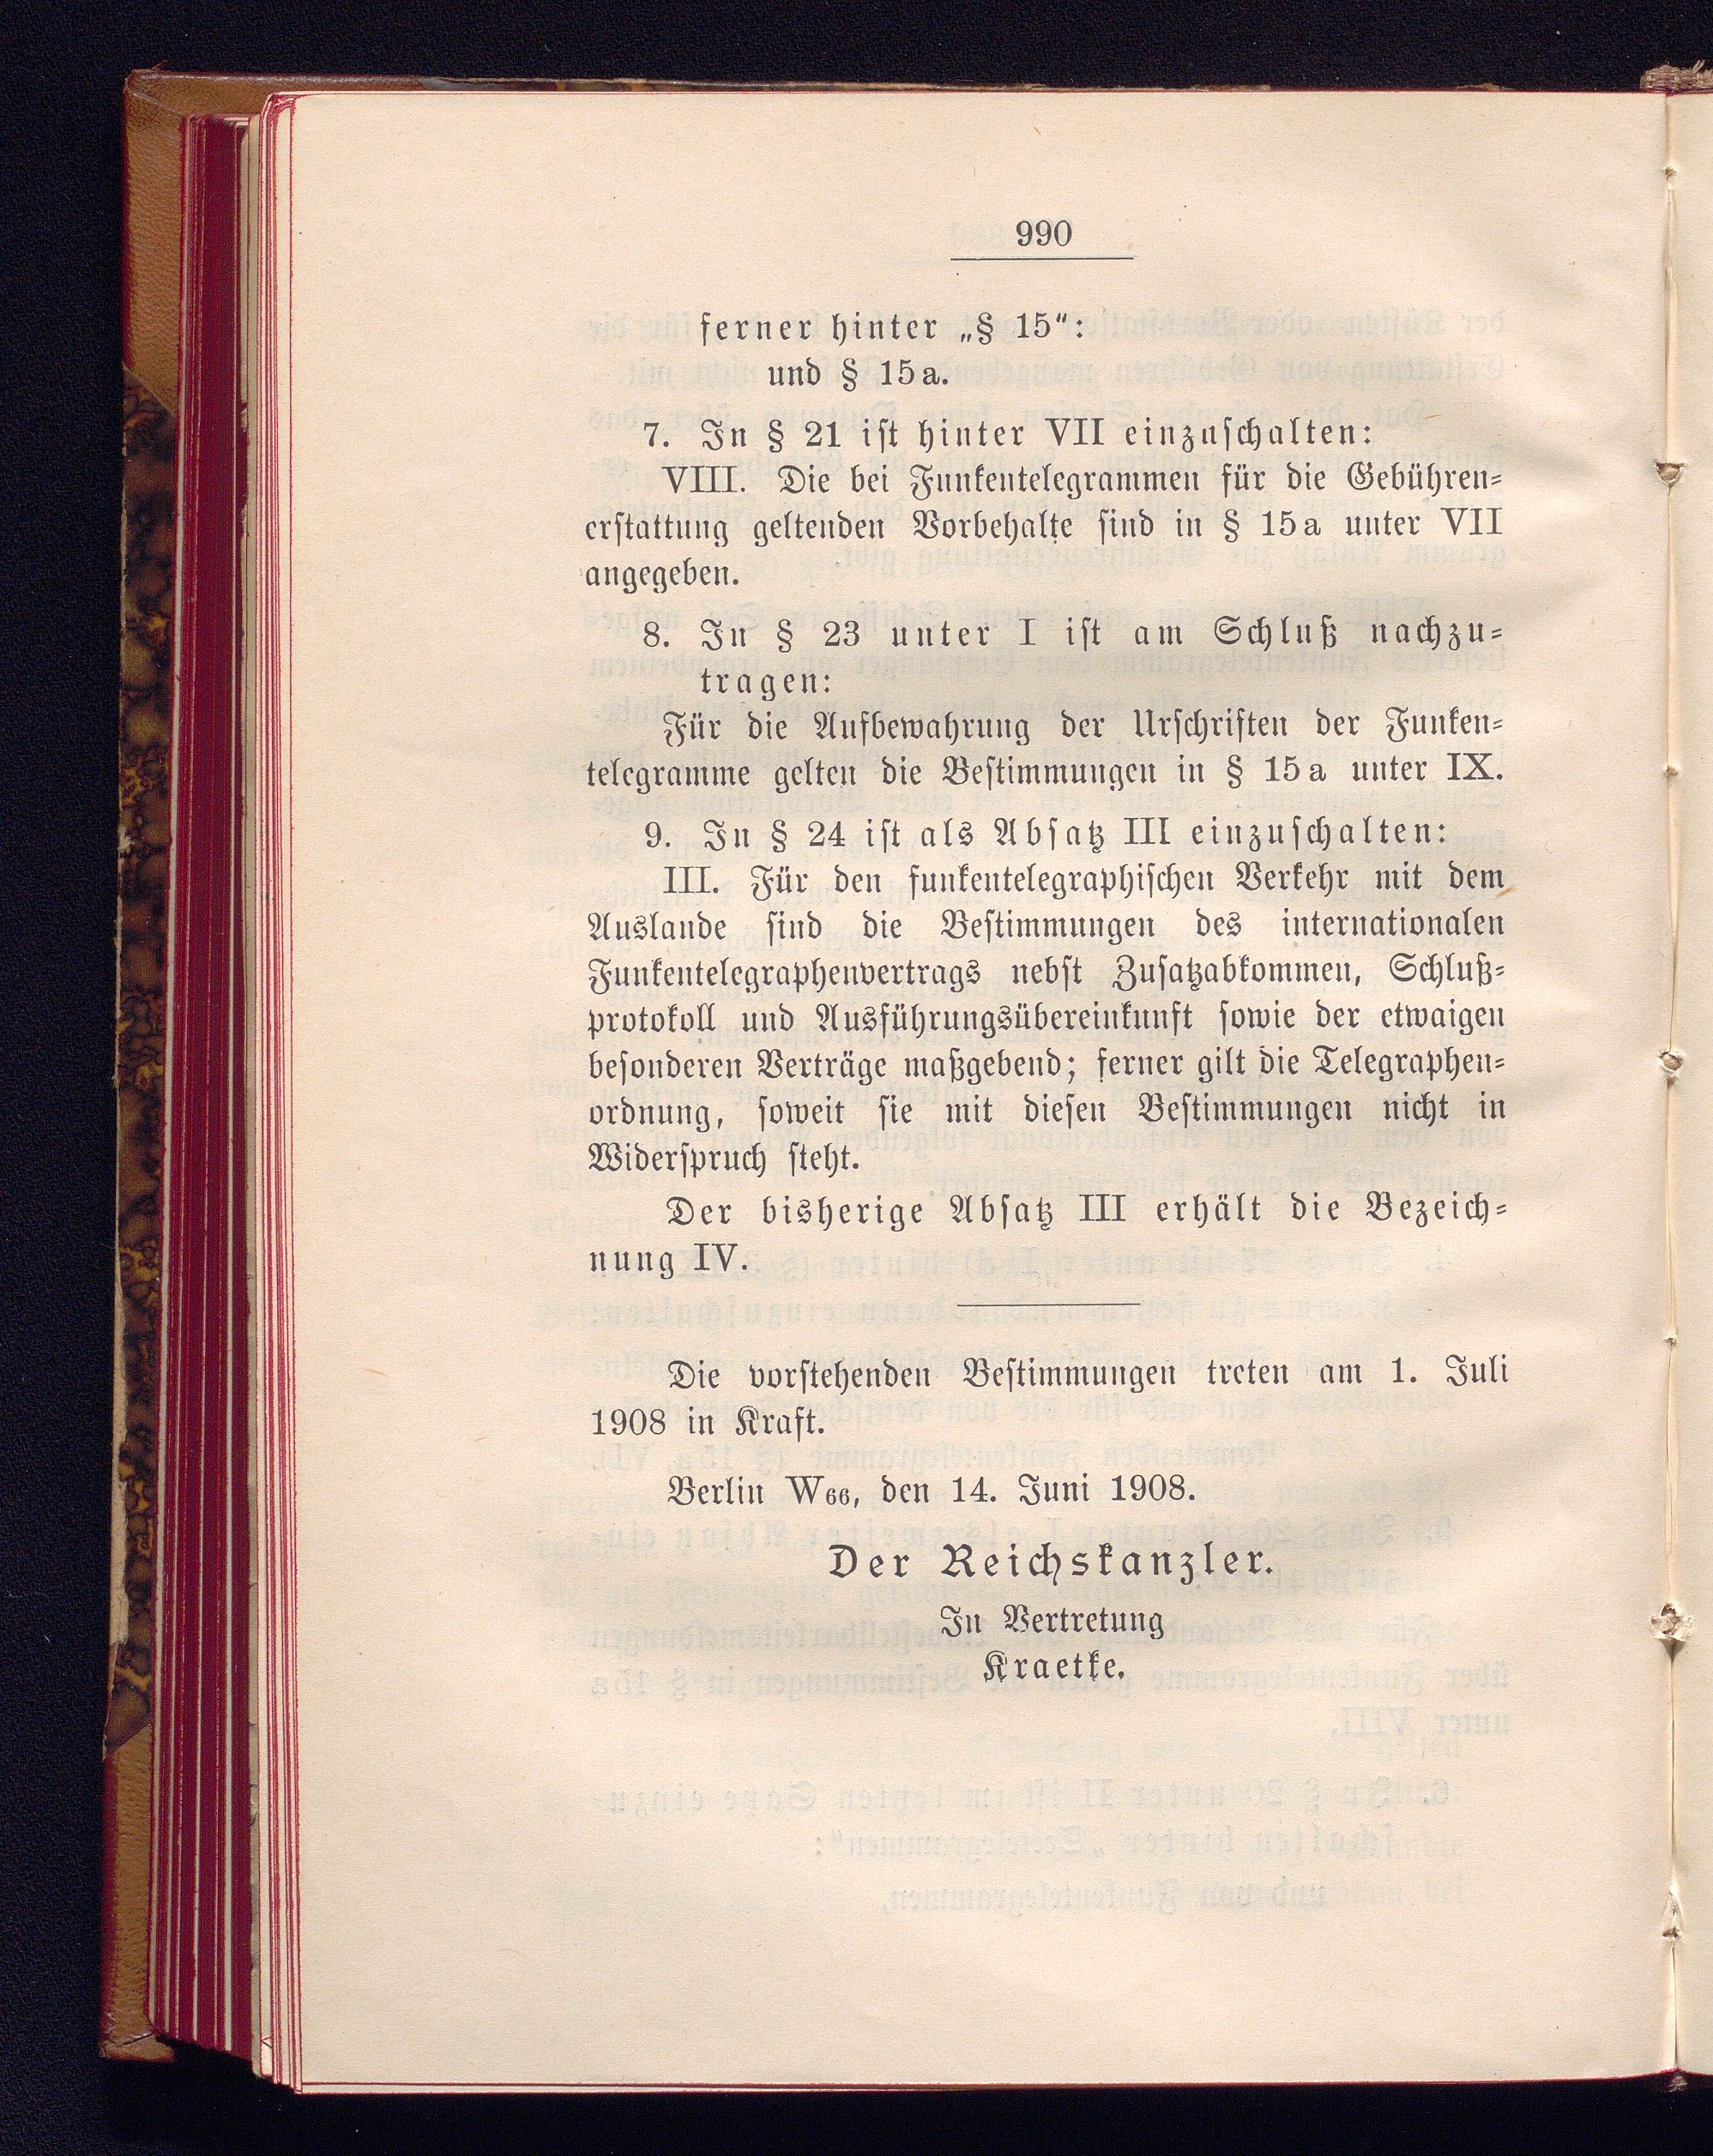 990
ferner hinter „§ 15“:
und § 15a.
7. In § 21 ist hinter VII einzuschalten:
VIII. Die bei Funkentelegrammen für die Gebühren-
erstattung geltenden Vorbehalte sind in § 15a unter VII
angegeben.
8. In § 23 unter I ist am Schluß nachzu-
tragen:
Für die Aufbewahrung der Urschriften der Funken-
telegramme gelten die Bestimmungen in § 15a unter IX.
9. In § 24 ist als Absatz III einzuschalten:
III. Für den funkentelegraphischen Verkehr mit dem
Auslande sind die Bestimmungen des internationalen
Funkentelegraphenvertrags nebst Zusatzabkommen, Schluß-
protokoll und Ausführungsübereinkunft sowie der etwaigen
besonderen Verträge maßgebend; ferner gilt die Telegraphen-
ordnung, soweit sie mit diesen Bestimmungen nicht in
Widerspruch steht.
Der bisherige Absatz III erhält die Bezeich-
nung IV.
Die vorstehenden Bestimmungen treten am 1. Juli
1908 in Kraft.
Berlin W66, den 14. Juni 1908.
Der Reichskanzler.
In Vertretung
Kraetke.